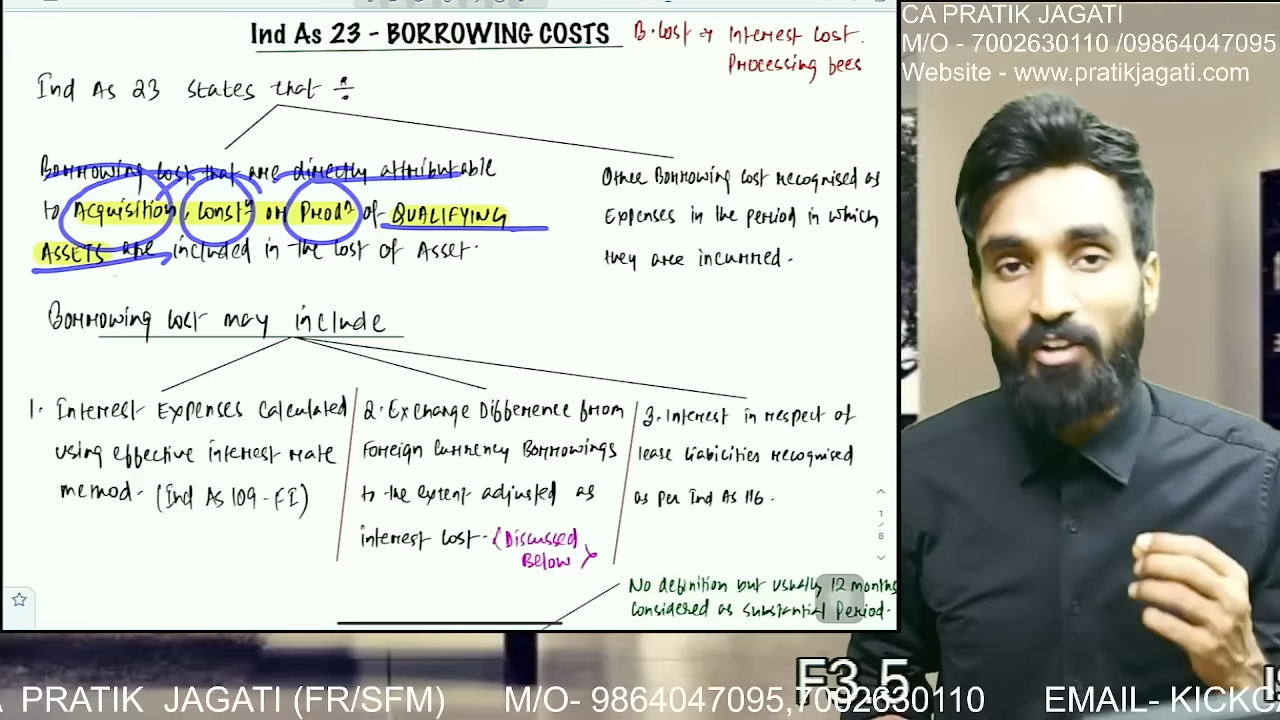 Ind As 23 - BORROWING COSTS
B. Cost → Interest Cost.
Processing bees
Ind As 23 states that ÷
Borrowing Cost that are directly attributable
to Acquisition, Constⁿ or Prodⁿ of QUALIFYING
ASSETS are included in the Cost of Asset.
Other Borrowing Cost recognised as
Expenses in the period in which
they are incurred.
Borrowing Cost may include
1. Interest Expenses Calculated
using effective interest rate
method. (Ind As 109 - FI)
2. Exchange Difference from
Foreign Currency Borrowings
to the extent adjusted as
interest cost. (Discussed
Below)
3. Interest in respect of
lease liabilities recognised
as per Ind As 116.
1
/
8
No definition but usually 12 months
Considered as substantial Period.
CA PRATIK JAGATI
M/O - 7002630110 /09864047095
Website - www.pratikjagati.com
F3.5
PRATIK JAGATI (FR/SFM) M/O- 9864047095,7002630110 EMAIL- KICKC